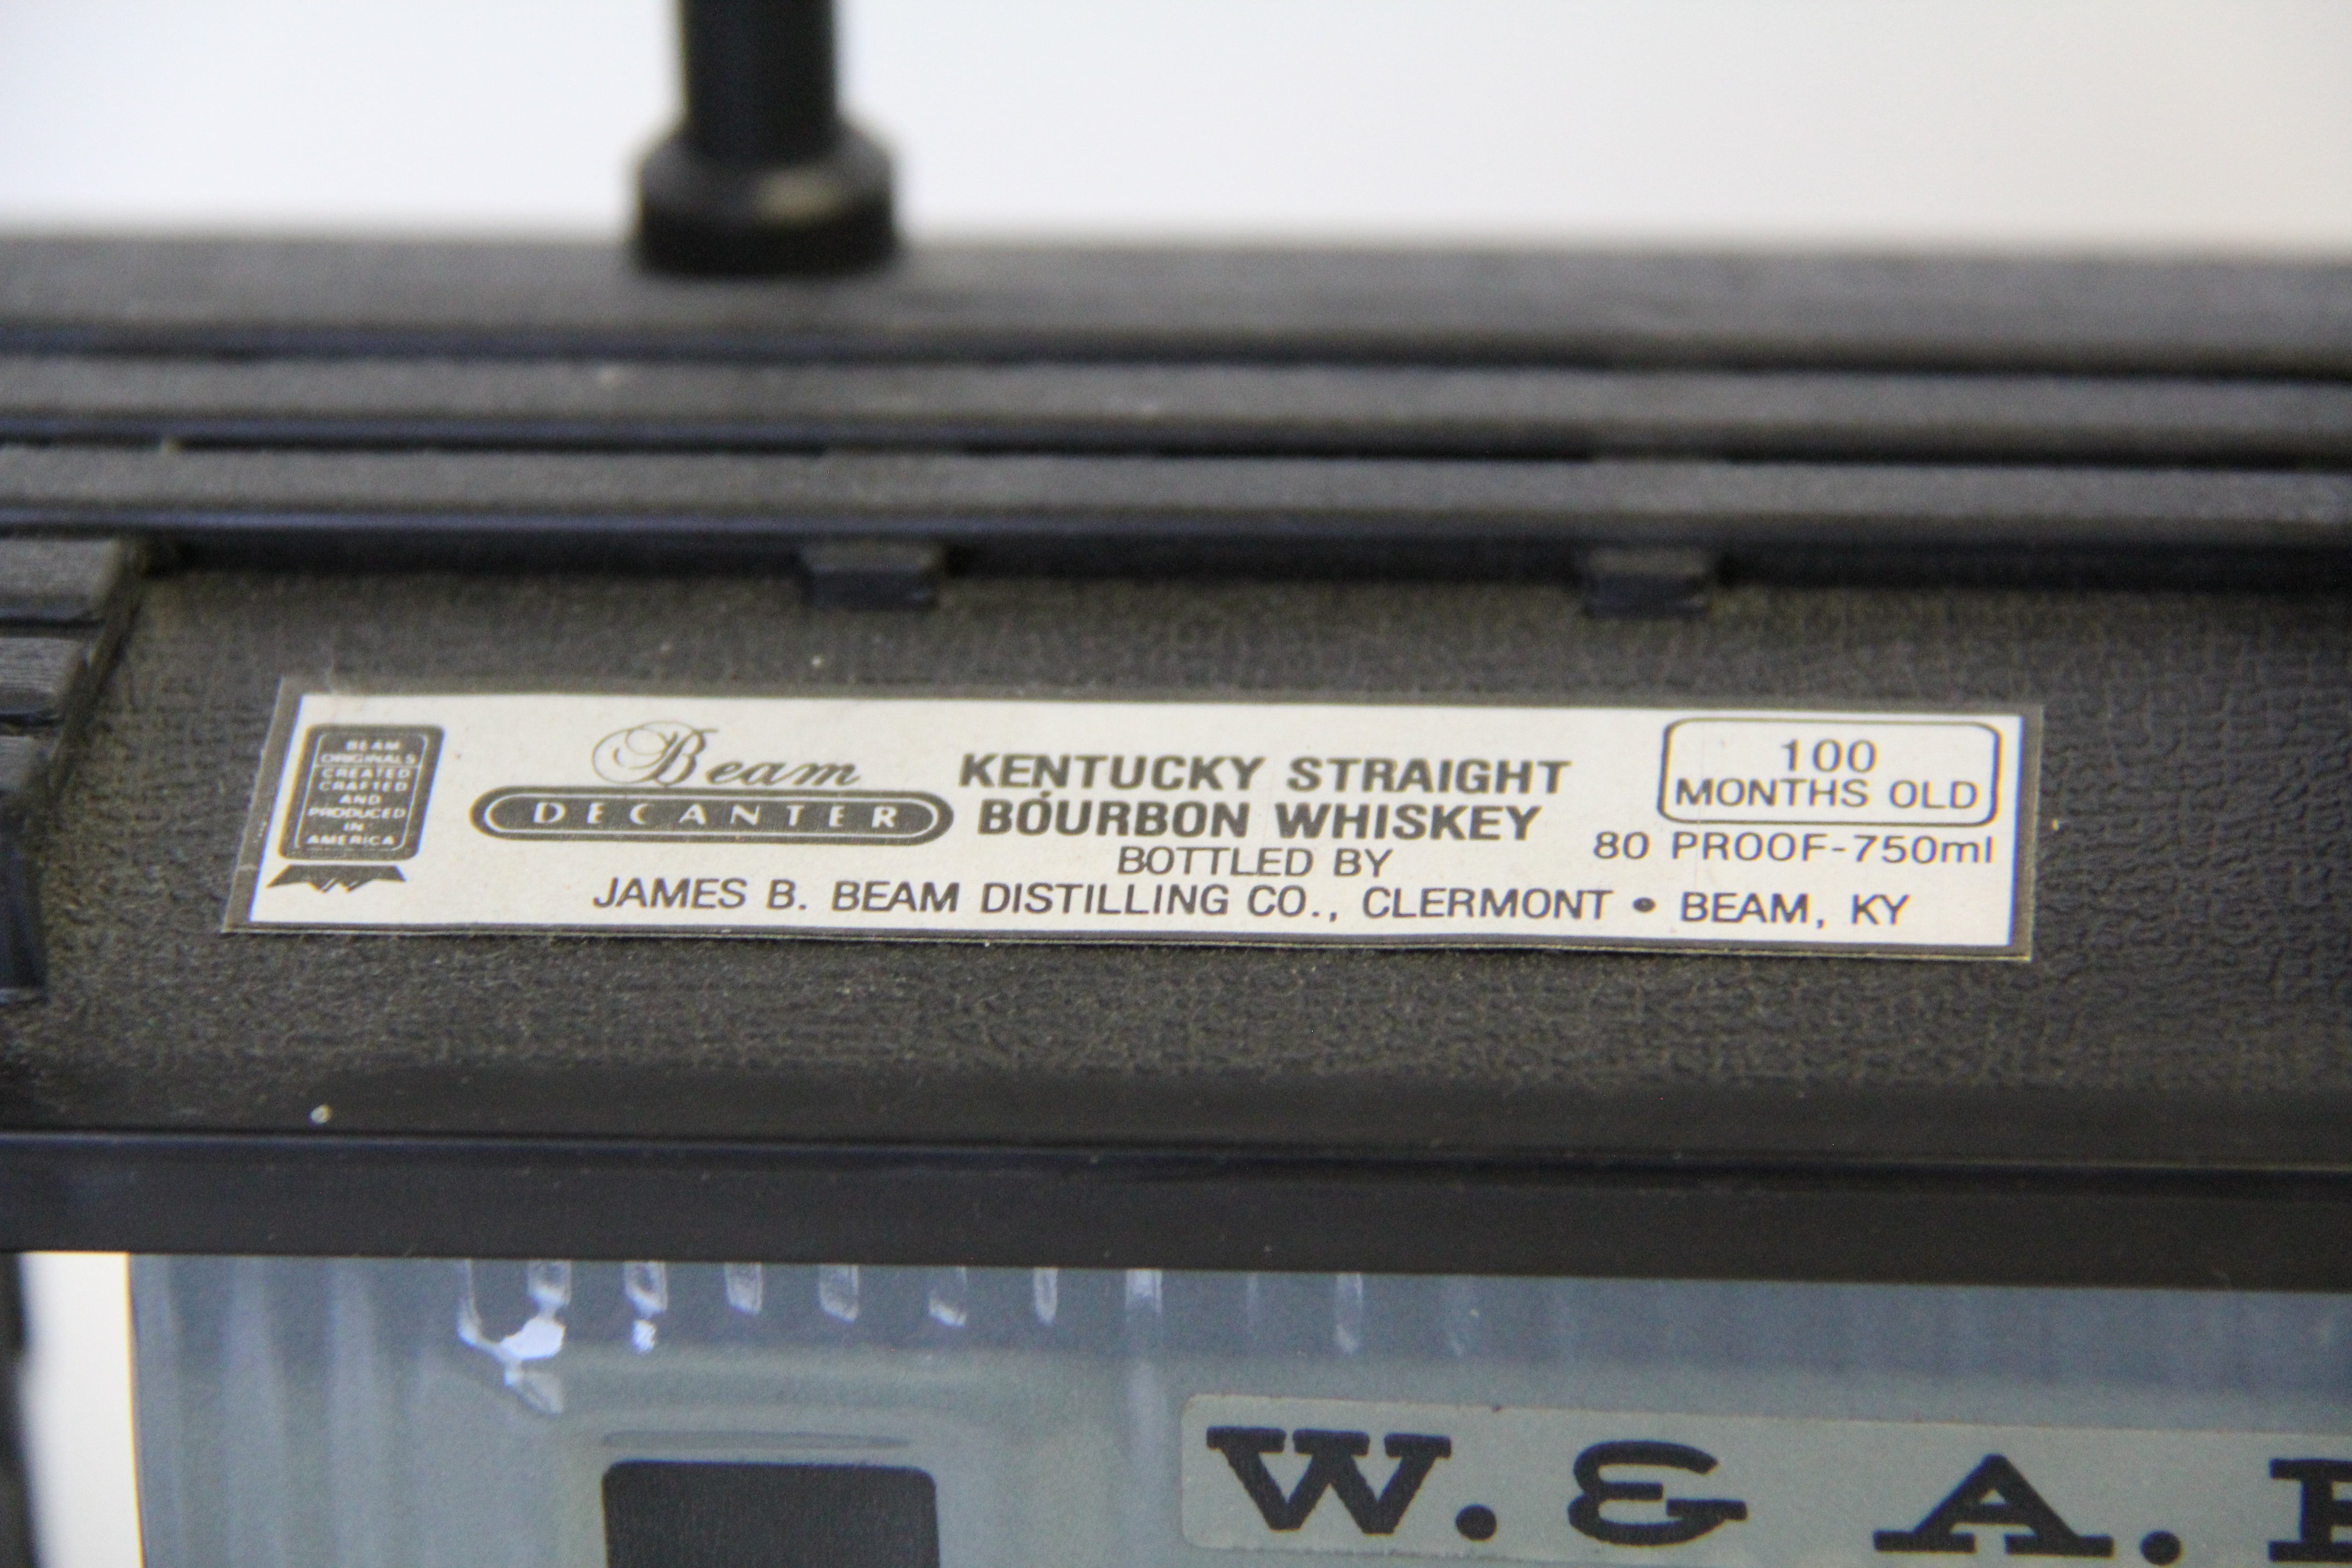 BEAM
ORIGINALS
CREATED
CRAFTED
AND
PRODUCED
IN
AMERICA
Beam
DECANTER
KENTUCKY STRAIGHT
BOURBON WHISKEY
BOTTLED BY
JAMES B. BEAM DISTILLING CO., CLERMONT • BEAM, KY
100
MONTHS OLD
80 PROOF-750ml
W. & A.